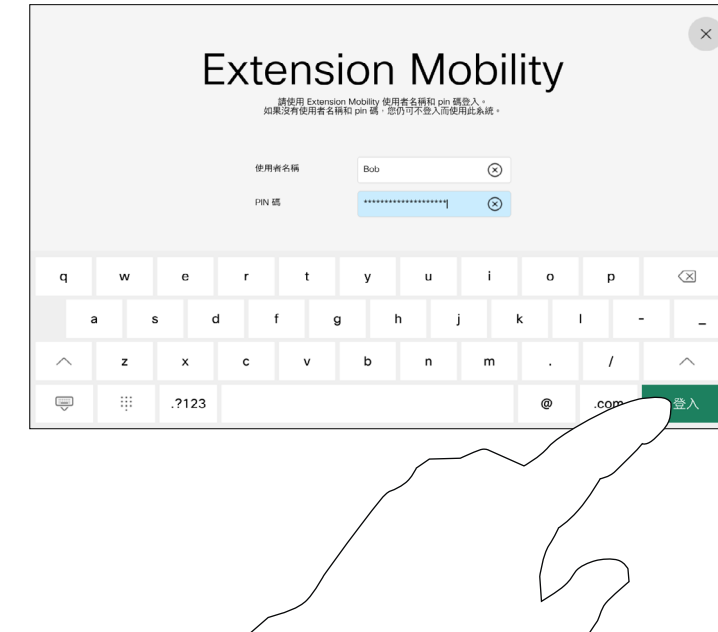 Extension Mobility
請使用 Extension Mobility 使用者名稱和 pin 碼登入。
如果沒有使用者名稱和 pin 碼，您仍可不登入而使用此系統。
使用者名稱 Bob
PIN 碼 ********************
q w e r t y u i o p
a s d f g h j k l - _
z x c v b n m . /
.?123 @ .com 登入